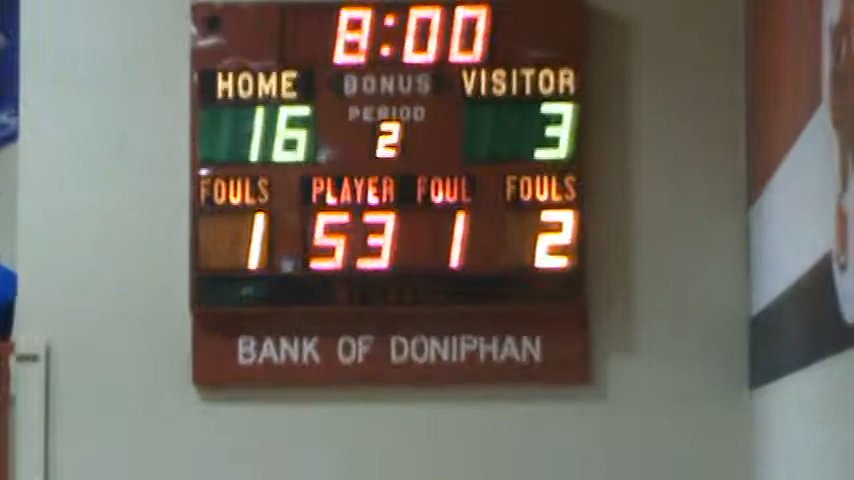 8:00
HOME BONUS VISITOR
PERIOD
16 2 3
FOULS PLAYER FOUL FOULS
1 53 1 2
BANK OF DONIPHAN